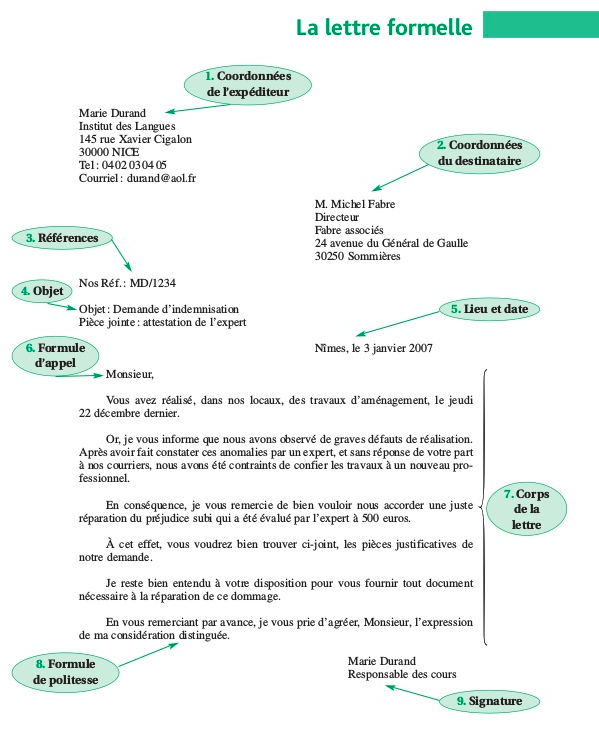 La lettre formelle
1. Coordonnées
de l'expéditeur
Marie Durand
Institut des Langues
145 rue Xavier Cigalon
30000 NICE
Tel : 04 02 03 04 05
Courriel : durand@aol.fr
2. Coordonnées
du destinataire
M. Michel Fabre
Directeur
Fabre associés
24 avenue du Général de Gaulle
30250 Sommières
3. Références
Nos Réf. : MD/1234
4. Objet
Objet : Demande d'indemnisation
Pièce jointe : attestation de l'expert
5. Lieu et date
Nîmes, le 3 janvier 2007
6. Formule
d'appel
Monsieur,
Vous avez réalisé, dans nos locaux, des travaux d'aménagement, le jeudi
22 décembre dernier.
Or, je vous informe que nous avons observé de graves défauts de réalisation.
Après avoir fait constater ces anomalies par un expert, et sans réponse de votre part
à nos courriers, nous avons été contraints de confier les travaux à un nouveau pro-
fessionnel.
En conséquence, je vous remercie de bien vouloir nous accorder une juste
réparation du préjudice subi qui a été évalué par l'expert à 500 euros.
À cet effet, vous voudrez bien trouver ci-joint, les pièces justificatives de
notre demande.
Je reste bien entendu à votre disposition pour vous fournir tout document
nécessaire à la réparation de ce dommage.
En vous remerciant par avance, je vous prie d'agréer, Monsieur, l'expression
de ma considération distinguée.
7. Corps
de la
lettre
8. Formule
de politesse
Marie Durand
Responsable des cours
9. Signature